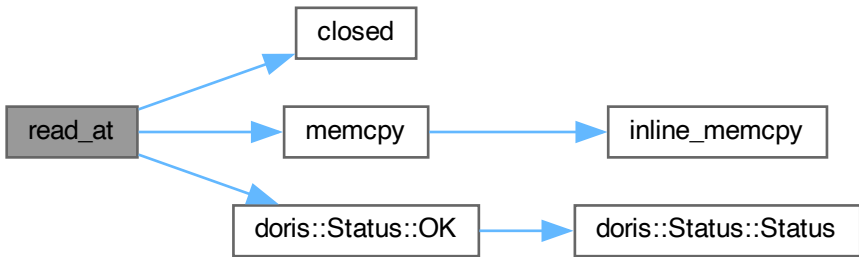 closed
read_at
memcpy
inline_memcpy
doris::Status::OK
doris::Status::Status